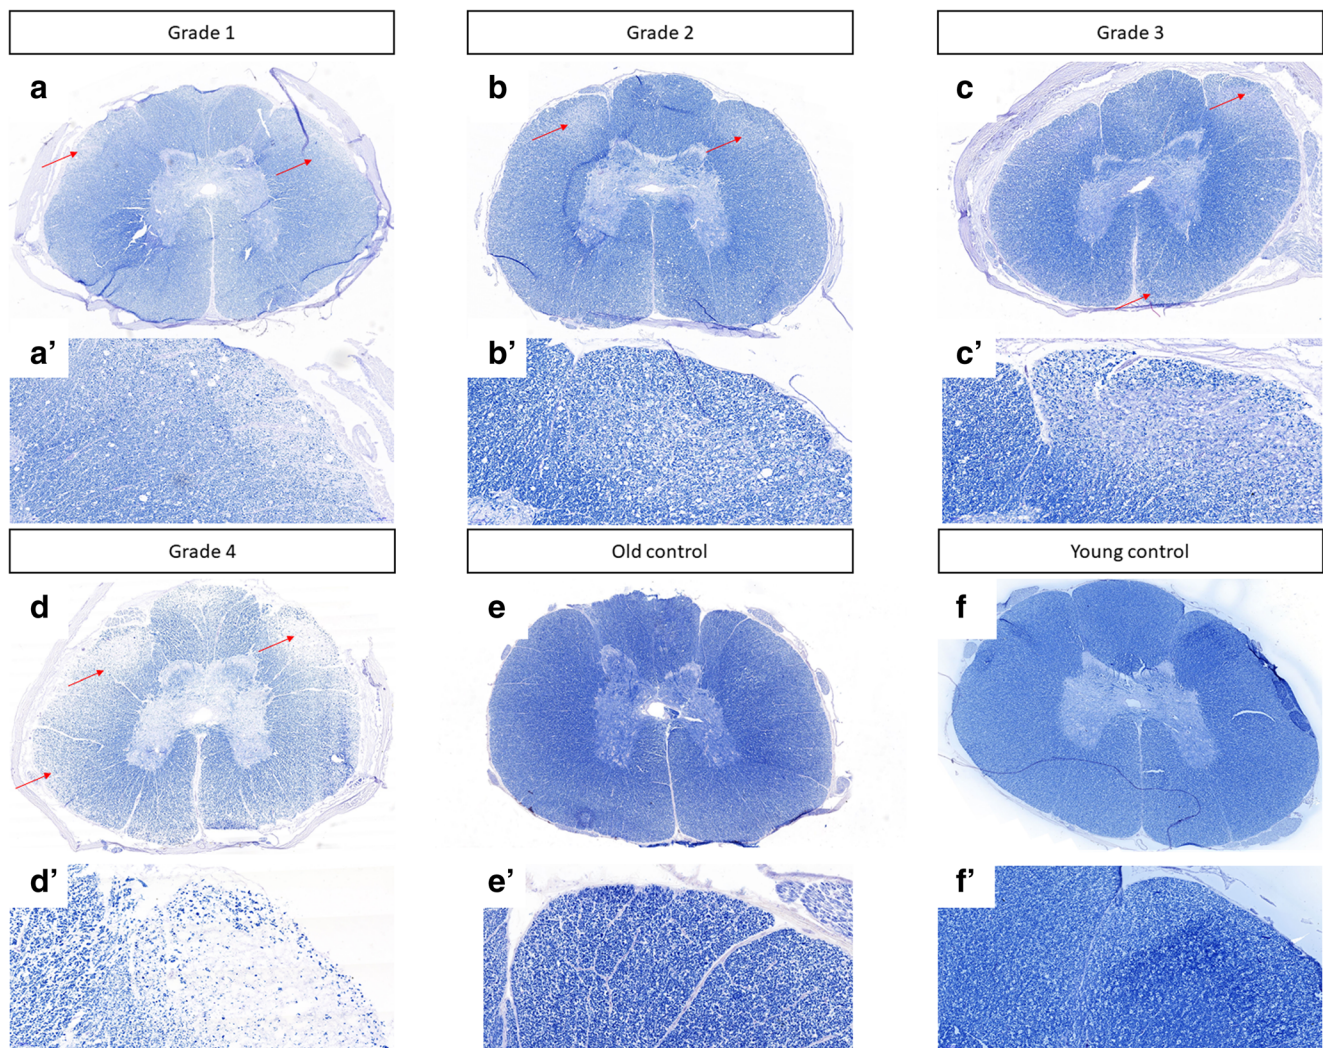 Grade 1
Grade 2
Grade 3
a
b
c
a’
b’
c’
Grade 4
Old control
Young control
d
e
f
d’
e’
f’